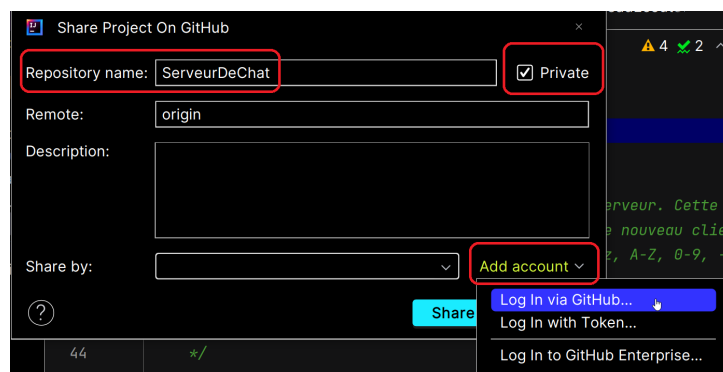 Share Project On GitHub
4 2
Repository name: ServeurDeChat Private
Remote: origin
Description:
erveur. Cette
e nouveau clie
z, A-Z, 0-9, -
Share by: Add account
Log In via GitHub...
? Share
Log In with Token...
44 */
Log In to GitHub Enterprise...